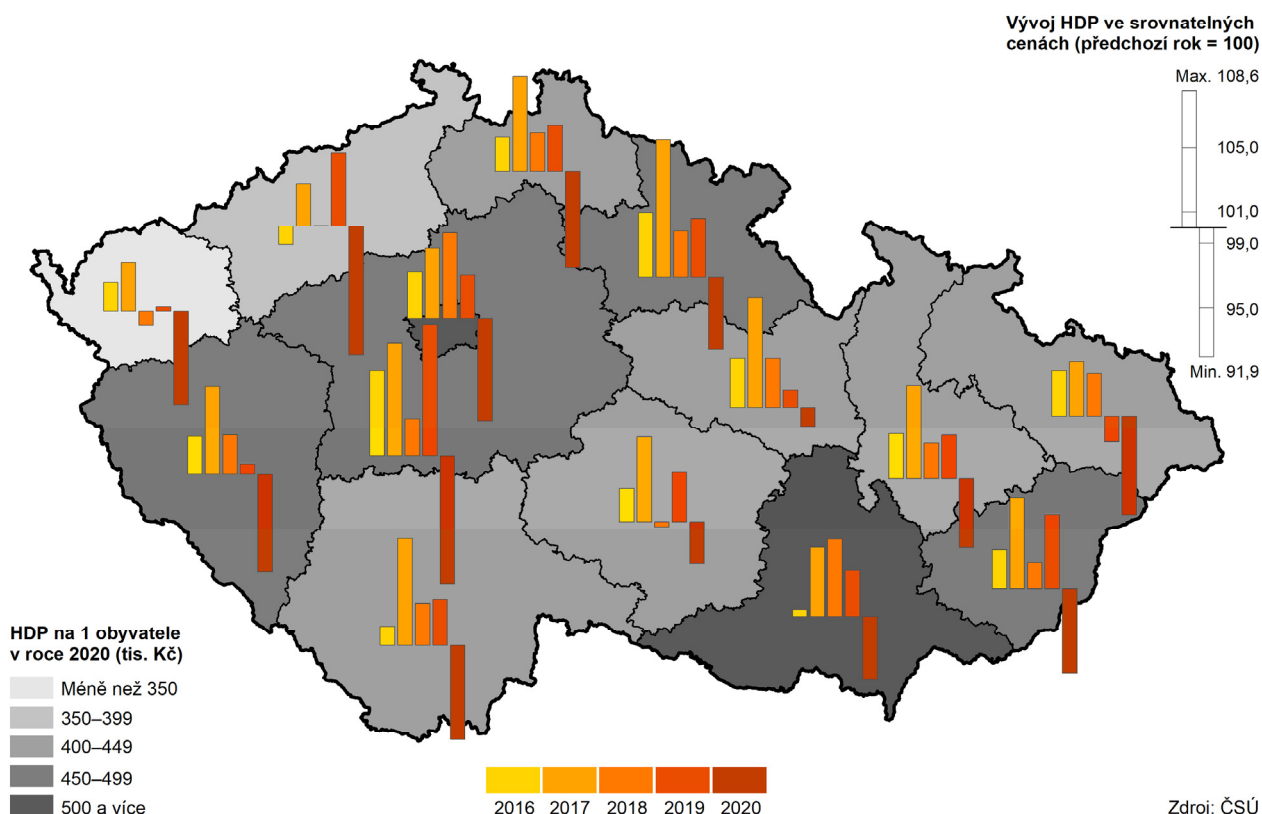 Vývoj HDP ve srovnatelných
cenách (předchozí rok = 100)
Max. 108,6
105,0
101,0
99,0
95,0
Min. 91,9
HDP na 1 obyvatele
v roce 2020 (tis. Kč)
Méně než 350
350–399
400–449
450–499
500 a více
2016 2017 2018 2019 2020
Zdroj: ČSÚ